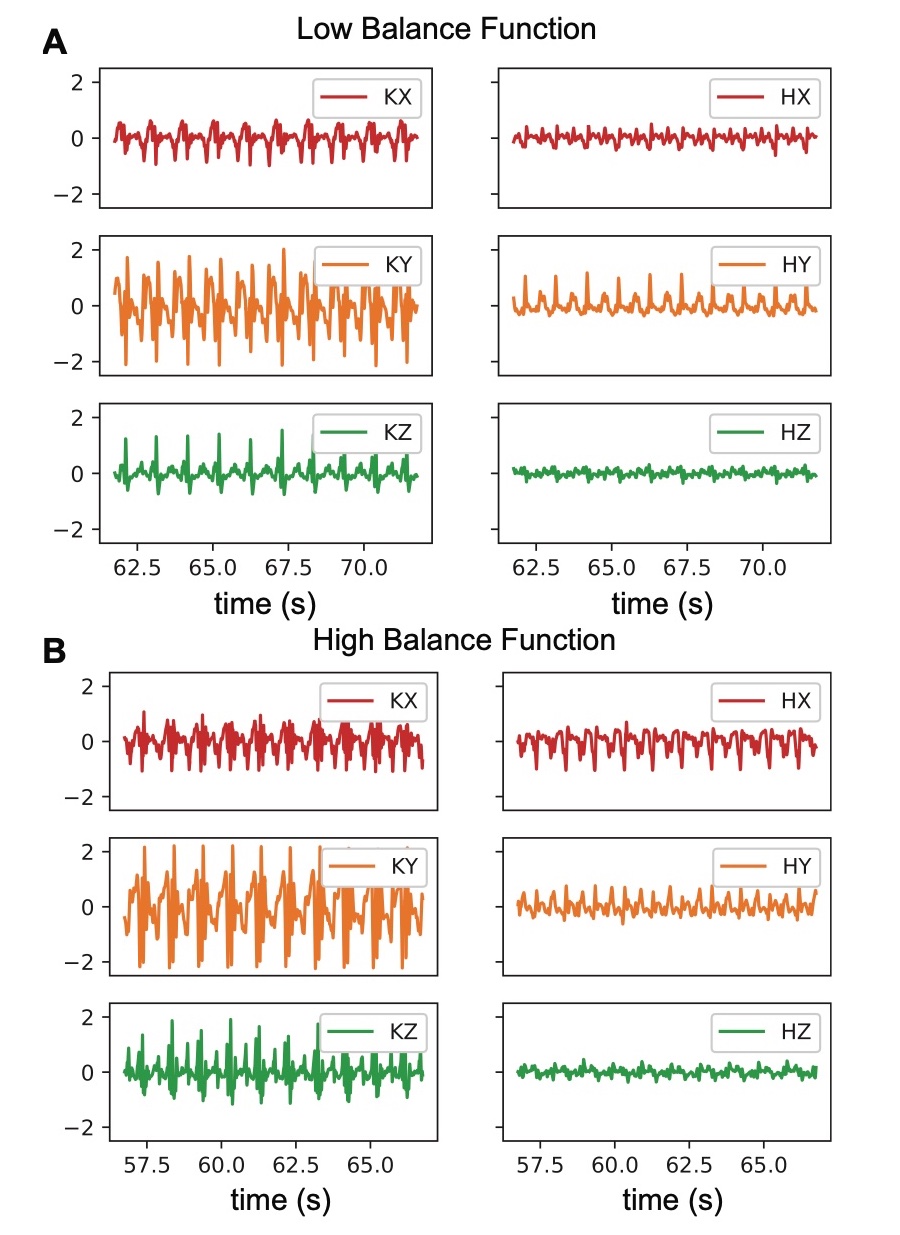 A
Low Balance Function
2
0
−2
KX
HX
2
0
−2
KY
HY
2
0
−2
KZ
HZ
62.5 65.0 67.5 70.0
62.5 65.0 67.5 70.0
time (s)
time (s)
B
High Balance Function
2
0
−2
KX
HX
2
0
−2
KY
HY
2
0
−2
KZ
HZ
57.5 60.0 62.5 65.0
57.5 60.0 62.5 65.0
time (s)
time (s)